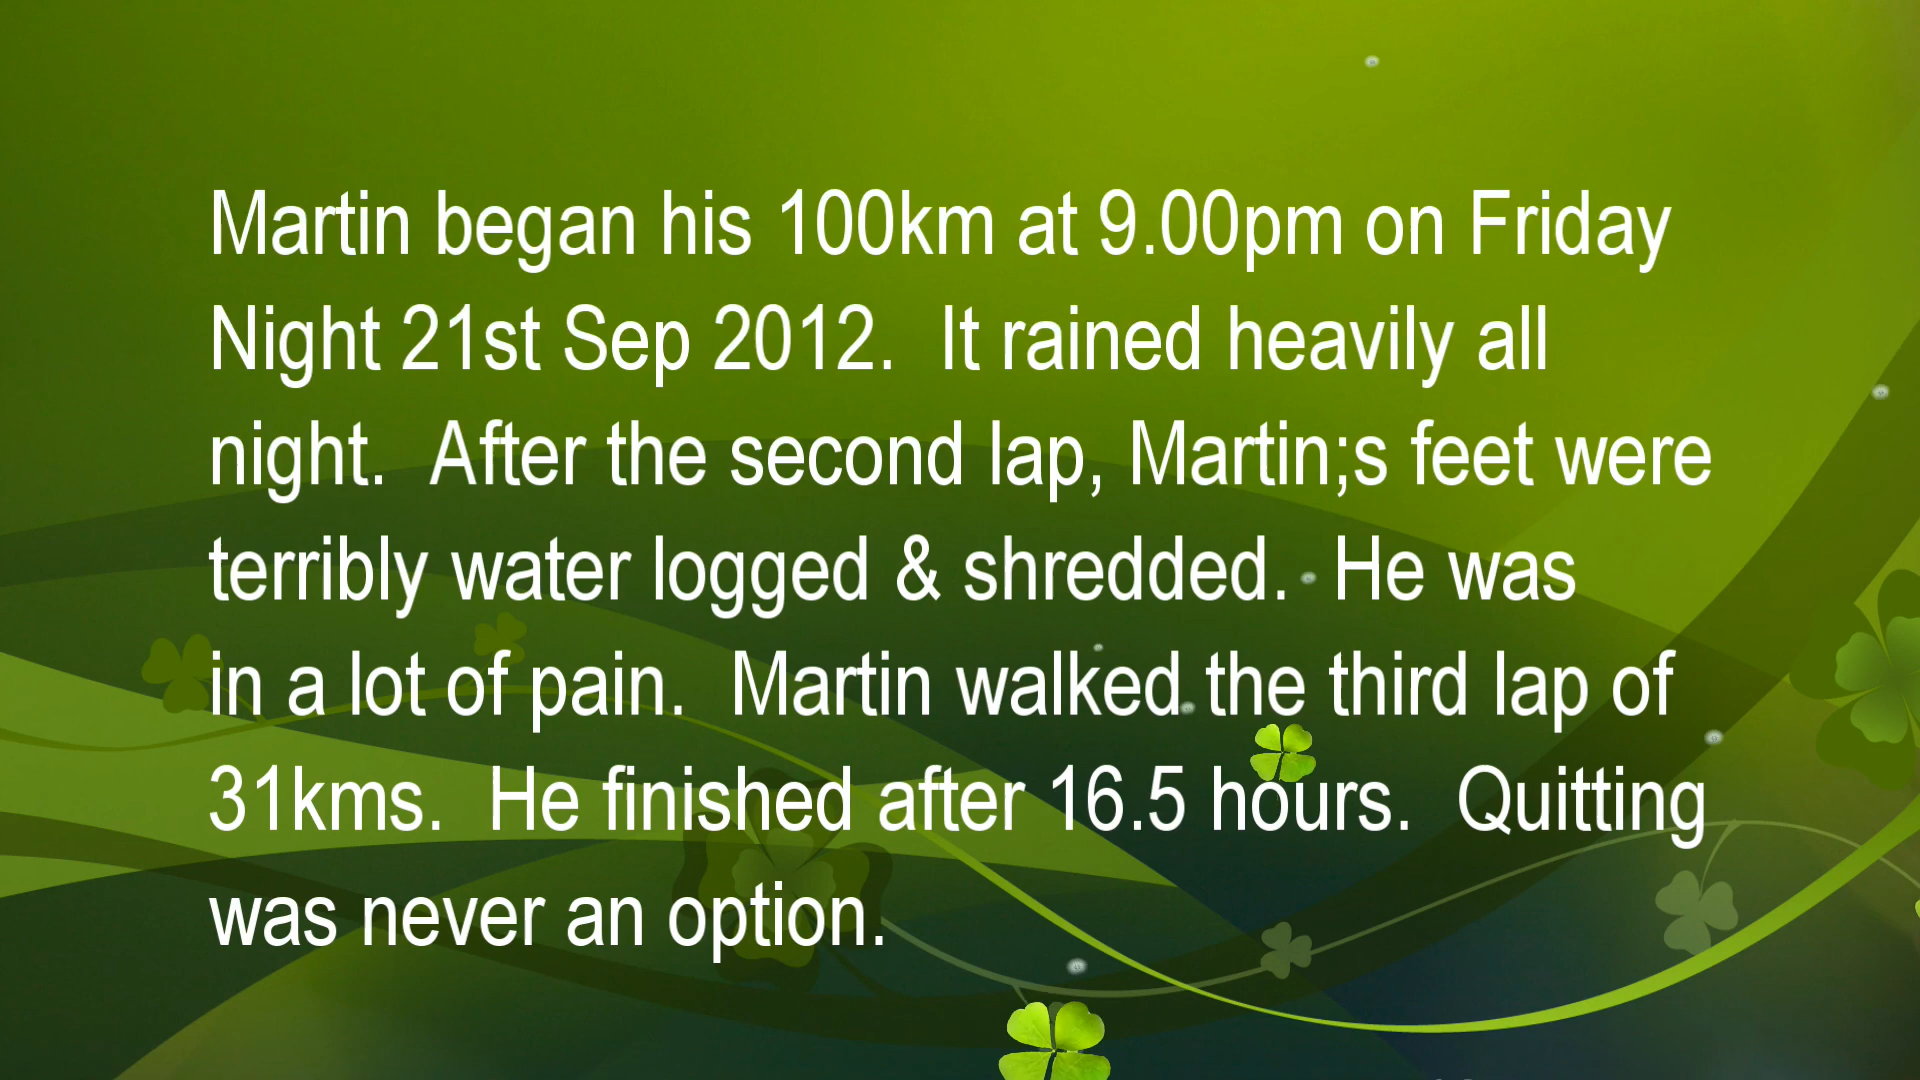 Martin began his 100km at 9.00pm on Friday
Night 21st Sep 2012.  It rained heavily all
night.  After the second lap, Martin;s feet were
terribly water logged & shredded.  He was
in a lot of pain.  Martin walked the third lap of
31kms.  He finished after 16.5 hours.  Quitting
was never an option.